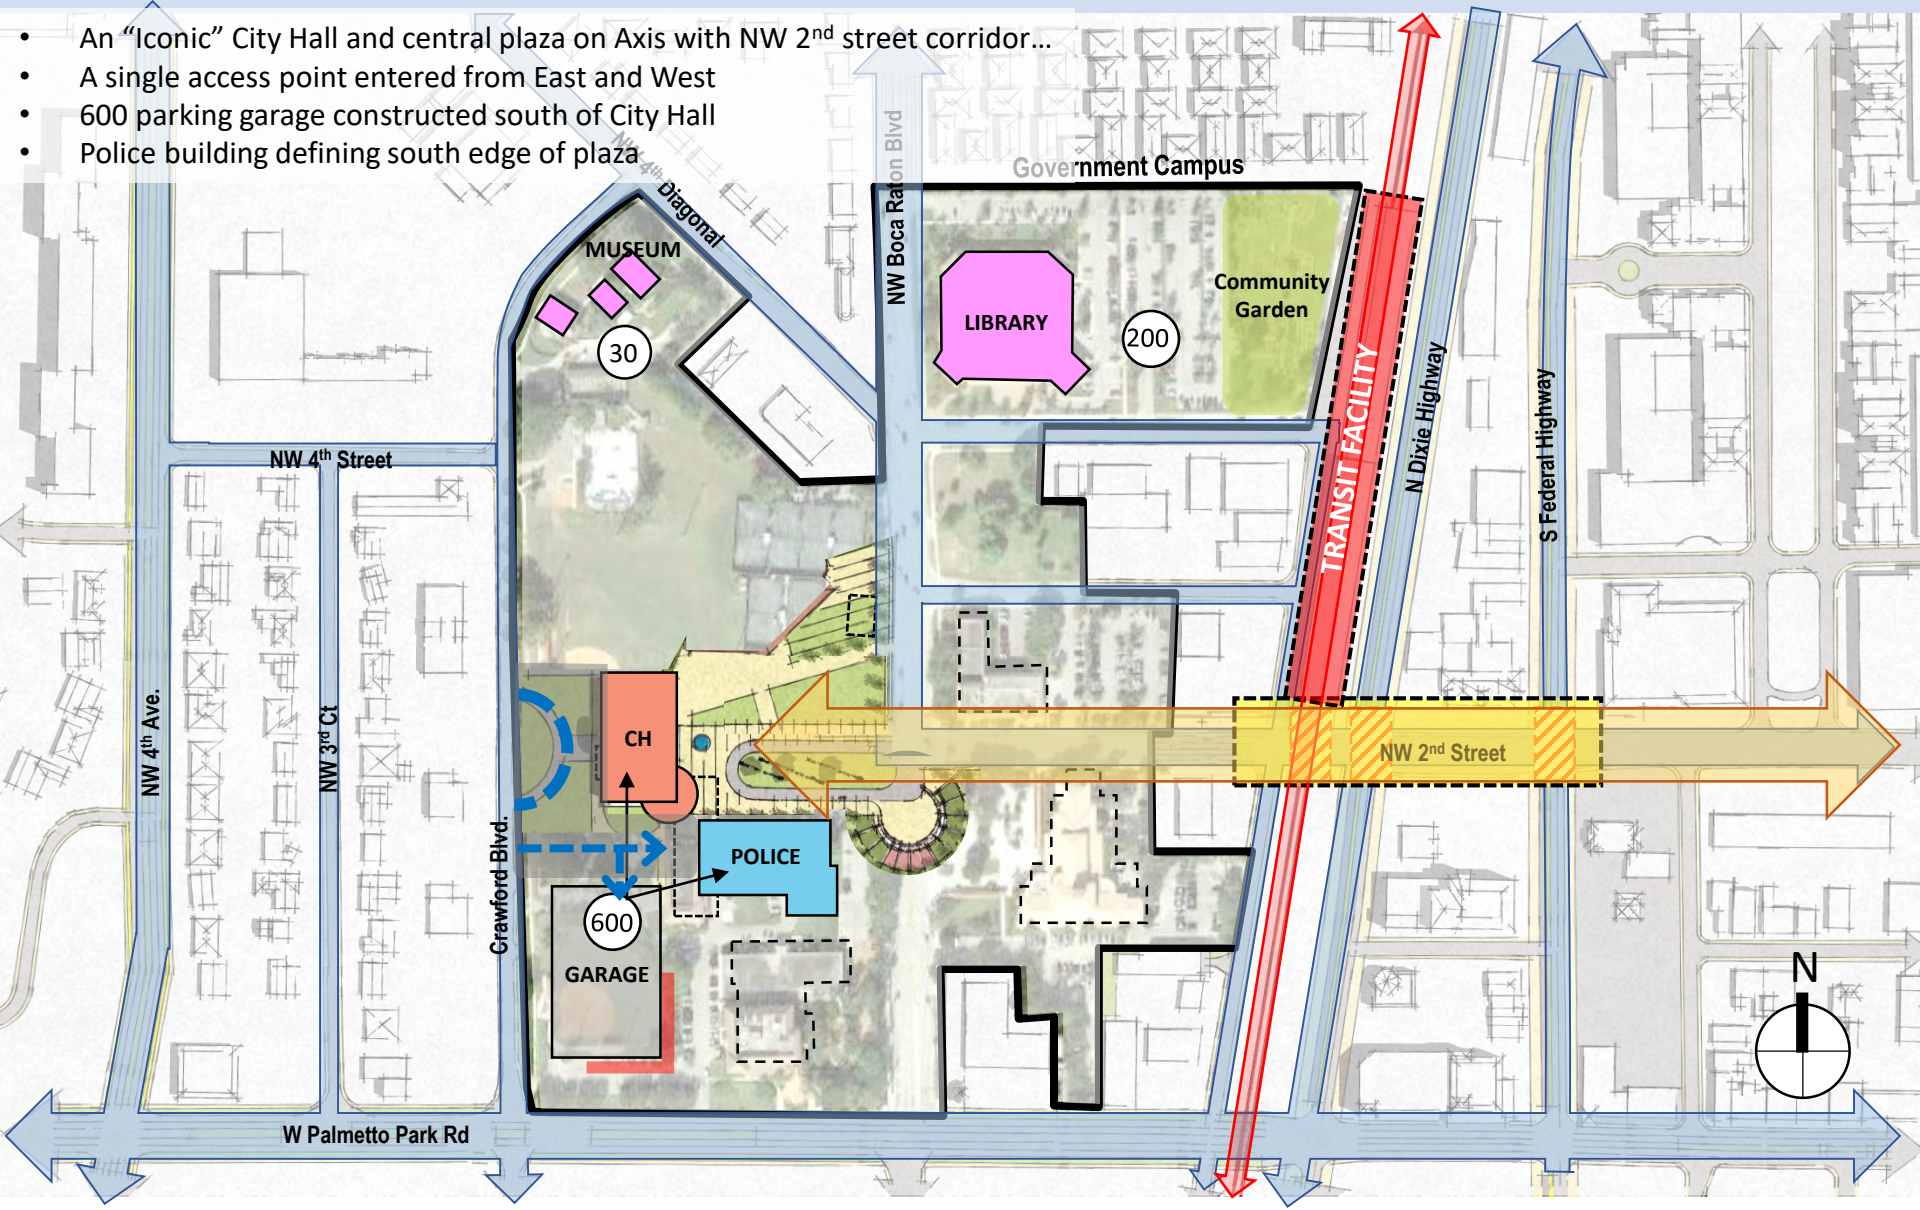 • An “Iconic” City Hall and central plaza on Axis with NW 2nd street corridor…
• A single access point entered from East and West
• 600 parking garage constructed south of City Hall
• Police building defining south edge of plaza
NW 4th Diagonal
NW Boca Raton Blvd
Government Campus
MUSEUM
30
LIBRARY
200
Community
Garden
TRANSIT FACILITY
N Dixie Highway
S Federal Highway
NW 4th Street
NW 4th Ave.
NW 3rd Ct
CH
NW 2nd Street
Crawford Blvd.
POLICE
600
GARAGE
N
W Palmetto Park Rd